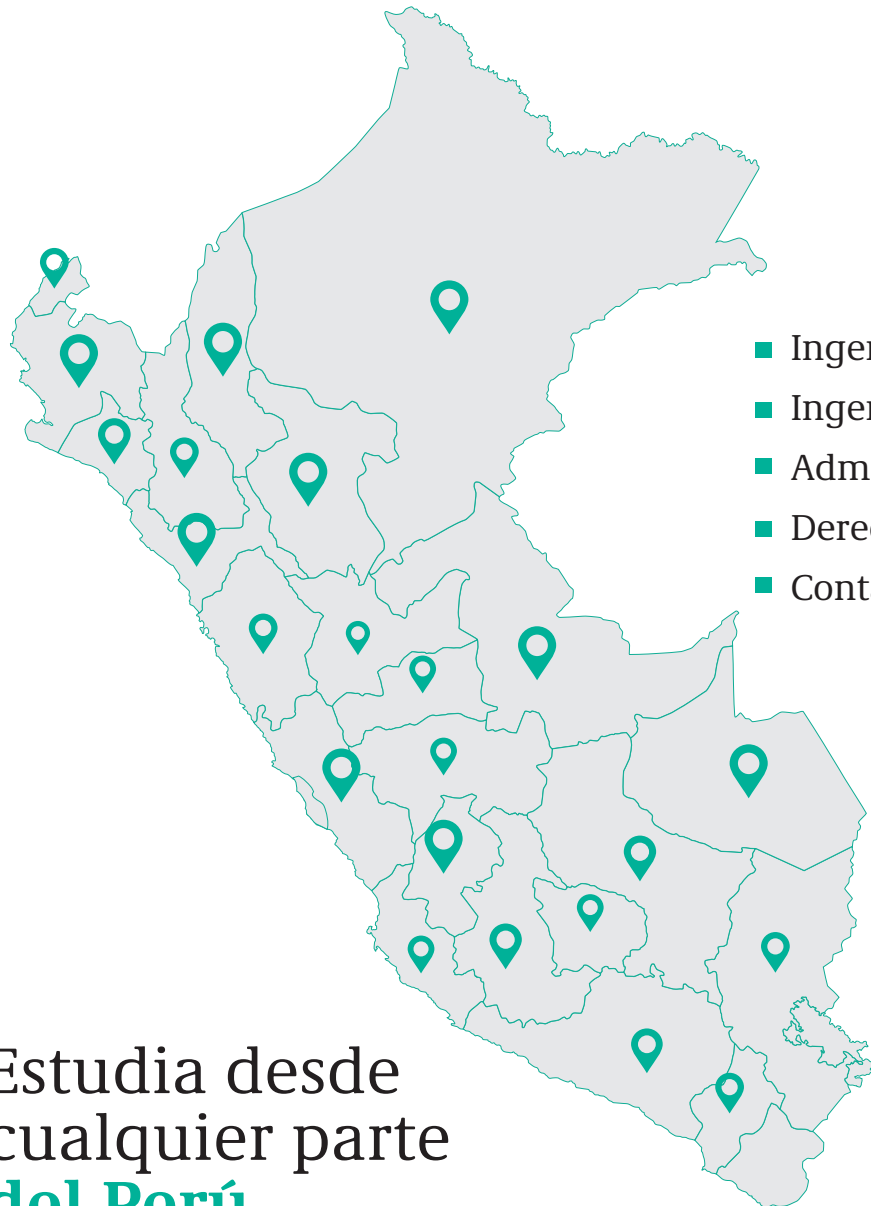 Inger
Inger
Adm
Dere
Cont
Estudia desde
cualquier parte
del Perú